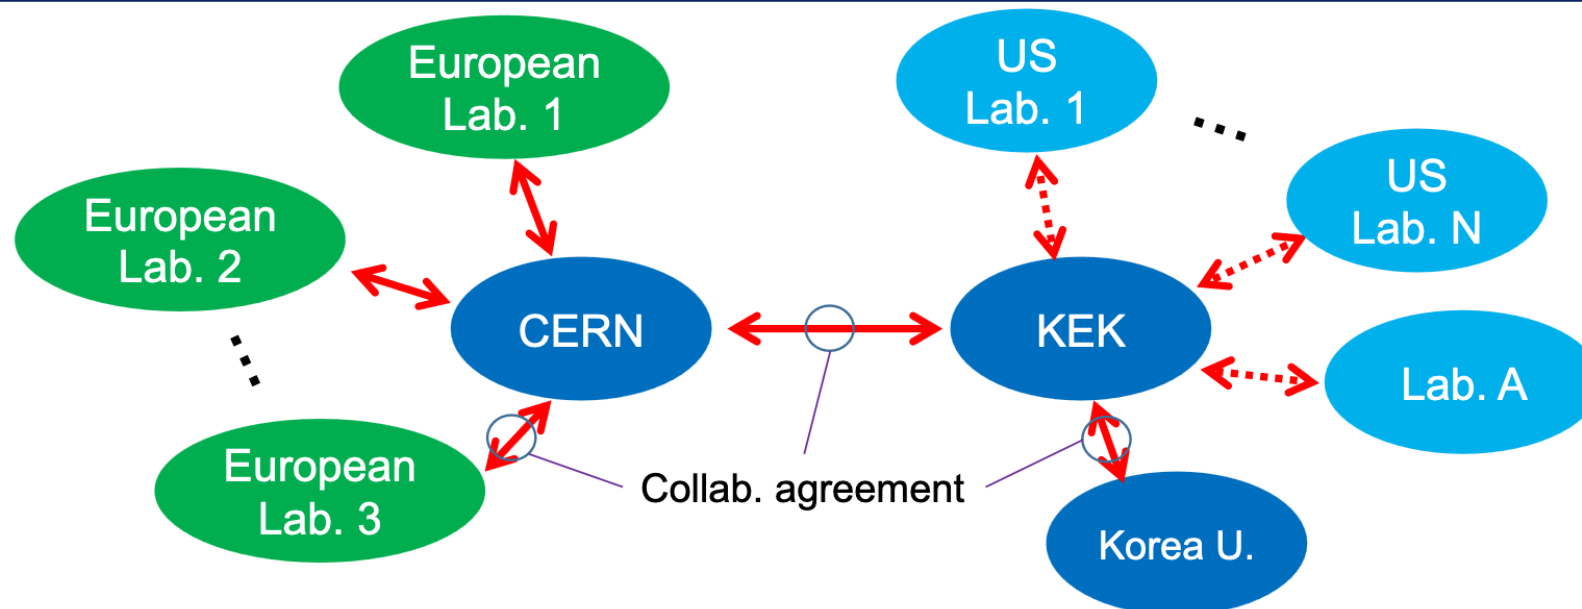 European
Lab. 1
US
Lab. 1
US
Lab. N
European
Lab. 2
CERN
KEK
Lab. A
European
Lab. 3
Collab. agreement
Korea U.